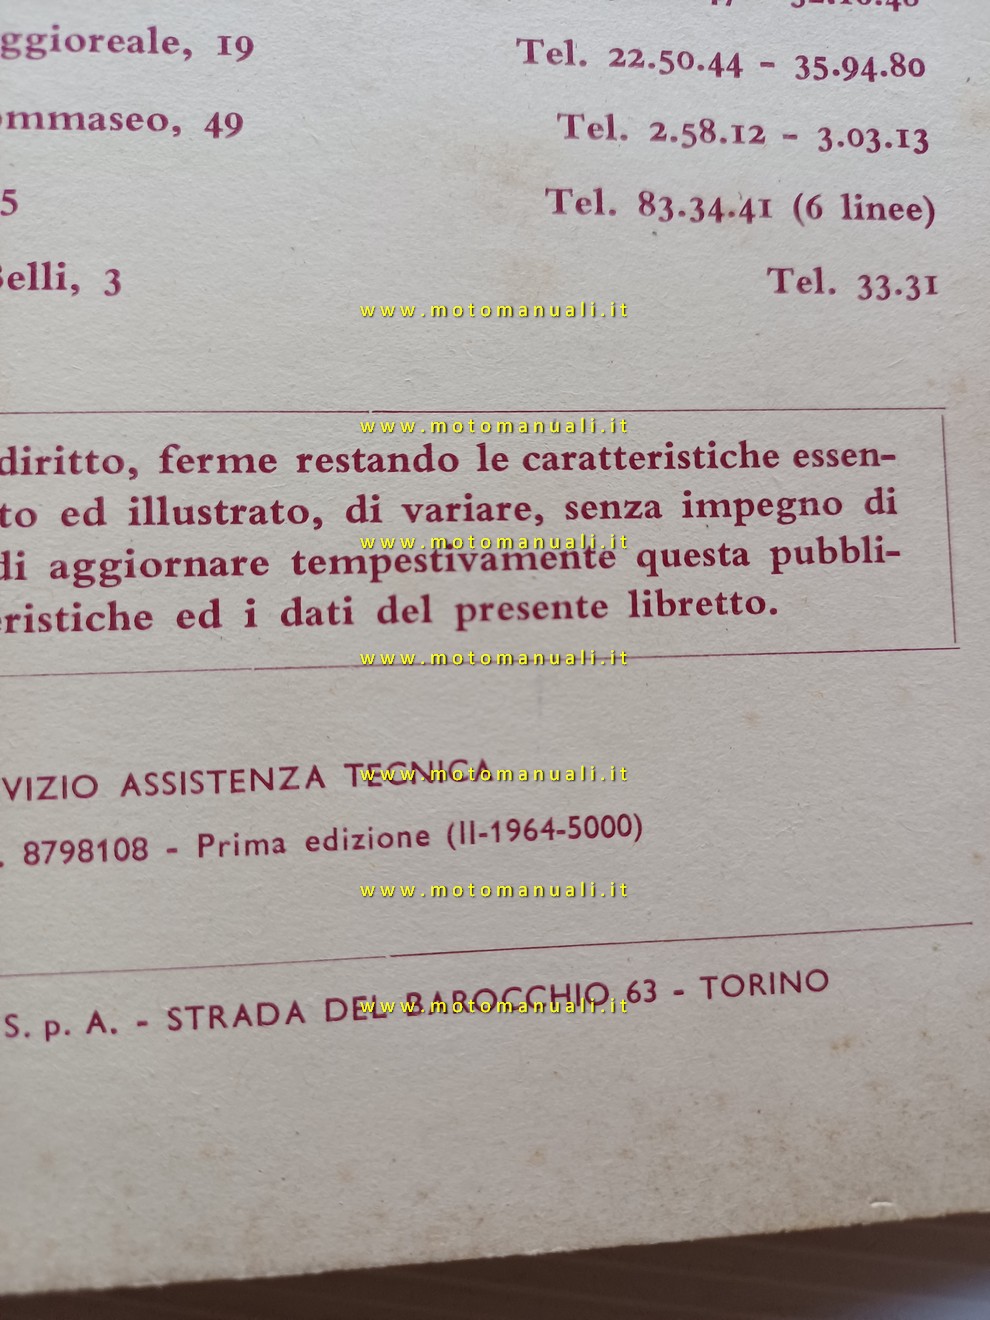 ggioreale, 19
Tel. 22.50.44 - 35.94.80
ommaseo, 49
Tel. 2.58.12 - 3.03.13
5
Tel. 83.34.41 (6 linee)
Belli, 3
Tel. 33.31
www.motomanuali.it
www.motomanuali.it
diritto, ferme restando le caratteristiche essen-
to ed illustrato, di variare, senza impegno di
www.motomanuali.it
di aggiornare tempestivamente questa pubbli-
eristiche ed i dati del presente libretto.
www.motomanuali.it
VIZIO ASSISTENZA TECNICA
www.motomanuali.it
. 8798108 - Prima edizione (II-1964-5000)
www.motomanuali.it
S. p. A. - STRADA DEL BAROCCHIO 63 - TORINO
www.motomanuali.it